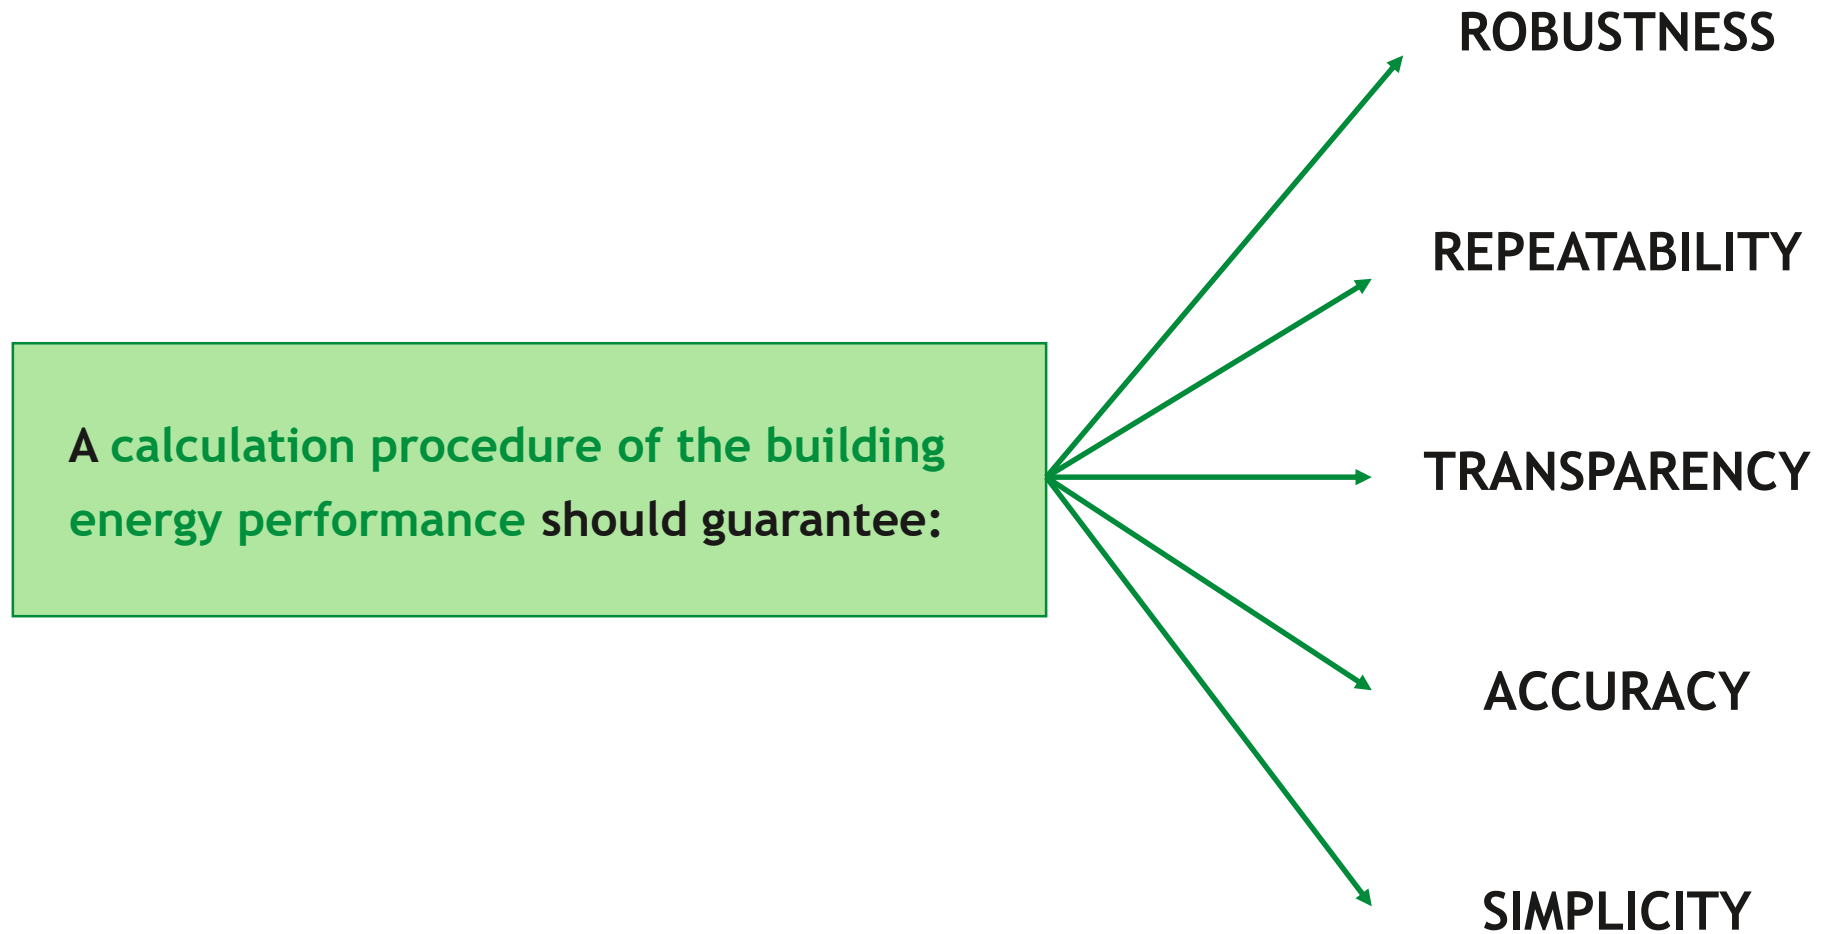 ROBUSTNESS
REPEATABILITY
A calculation procedure of the building
energy performance should guarantee:
TRANSPARENCY
ACCURACY
SIMPLICITY